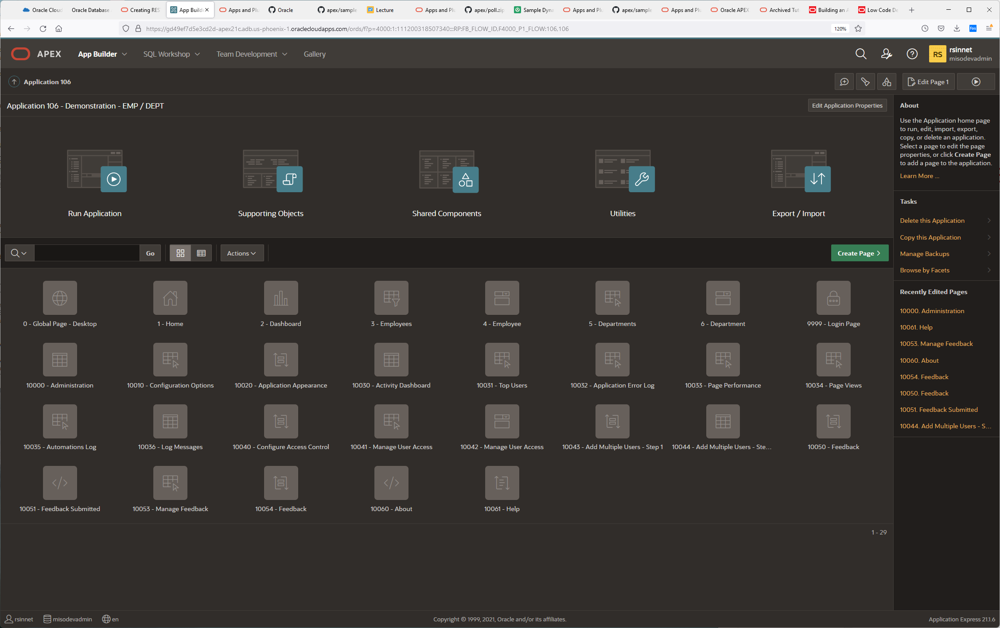 Oracle Cloud
Oracle Database
Creating RES
App Builde
Apps and Plu
Oracle
apex/sample
Lecture
Apps and Plu
apex/poll.zip
Sample Dyna
Apps and Plu
apex/sample
Apps and Plu
Oracle APEX
Archived Tut
Building an A
Low Code De
https://gd49ef7d5e3cd2d-apex21c.adb.us-phoenix-1.oraclecloudapps.com/ords/f?p=4000:1:111200318507340:::RP:FB_FLOW_ID,F4000_P1_FLOW:106,106
120%
fos
APEX
App Builder
SQL Workshop
Team Development
Gallery
RS
rsinnet
misodevadmin
Application 106
Edit Page 1
Application 106 - Demonstration - EMP / DEPT
Edit Application Properties
Run Application
Supporting Objects
Shared Components
Utilities
Export / Import
Go
Actions
Create Page
0 - Global Page - Desktop
1 - Home
2 - Dashboard
3 - Employees
4 - Employee
5 - Departments
6 - Department
9999 - Login Page
10000 - Administration
10010 - Configuration Options
10020 - Application Appearance
10030 - Activity Dashboard
10031 - Top Users
10032 - Application Error Log
10033 - Page Performance
10034 - Page Views
10035 - Automations Log
10036 - Log Messages
10040 - Configure Access Control
10041 - Manage User Access
10042 - Manage User Access
10043 - Add Multiple Users - Step 1
10044 - Add Multiple Users - Ste...
10050 - Feedback
10051 - Feedback Submitted
10053 - Manage Feedback
10054 - Feedback
10060 - About
10061 - Help
1 - 29
About
Use the Application home page
to run, edit, import, export,
copy, or delete an application.
Select a page to edit the page
properties, or click Create Page
to add a page to the application.
Learn More ...
Tasks
Delete this Application
Copy this Application
Manage Backups
Browse by Facets
Recently Edited Pages
10000. Administration
10061. Help
10053. Manage Feedback
10060. About
10054. Feedback
10050. Feedback
10051. Feedback Submitted
10044. Add Multiple Users - S...
rsinnet
misodevadmin
en
Copyright © 1999, 2021, Oracle and/or its affiliates.
Application Express 21.1.6